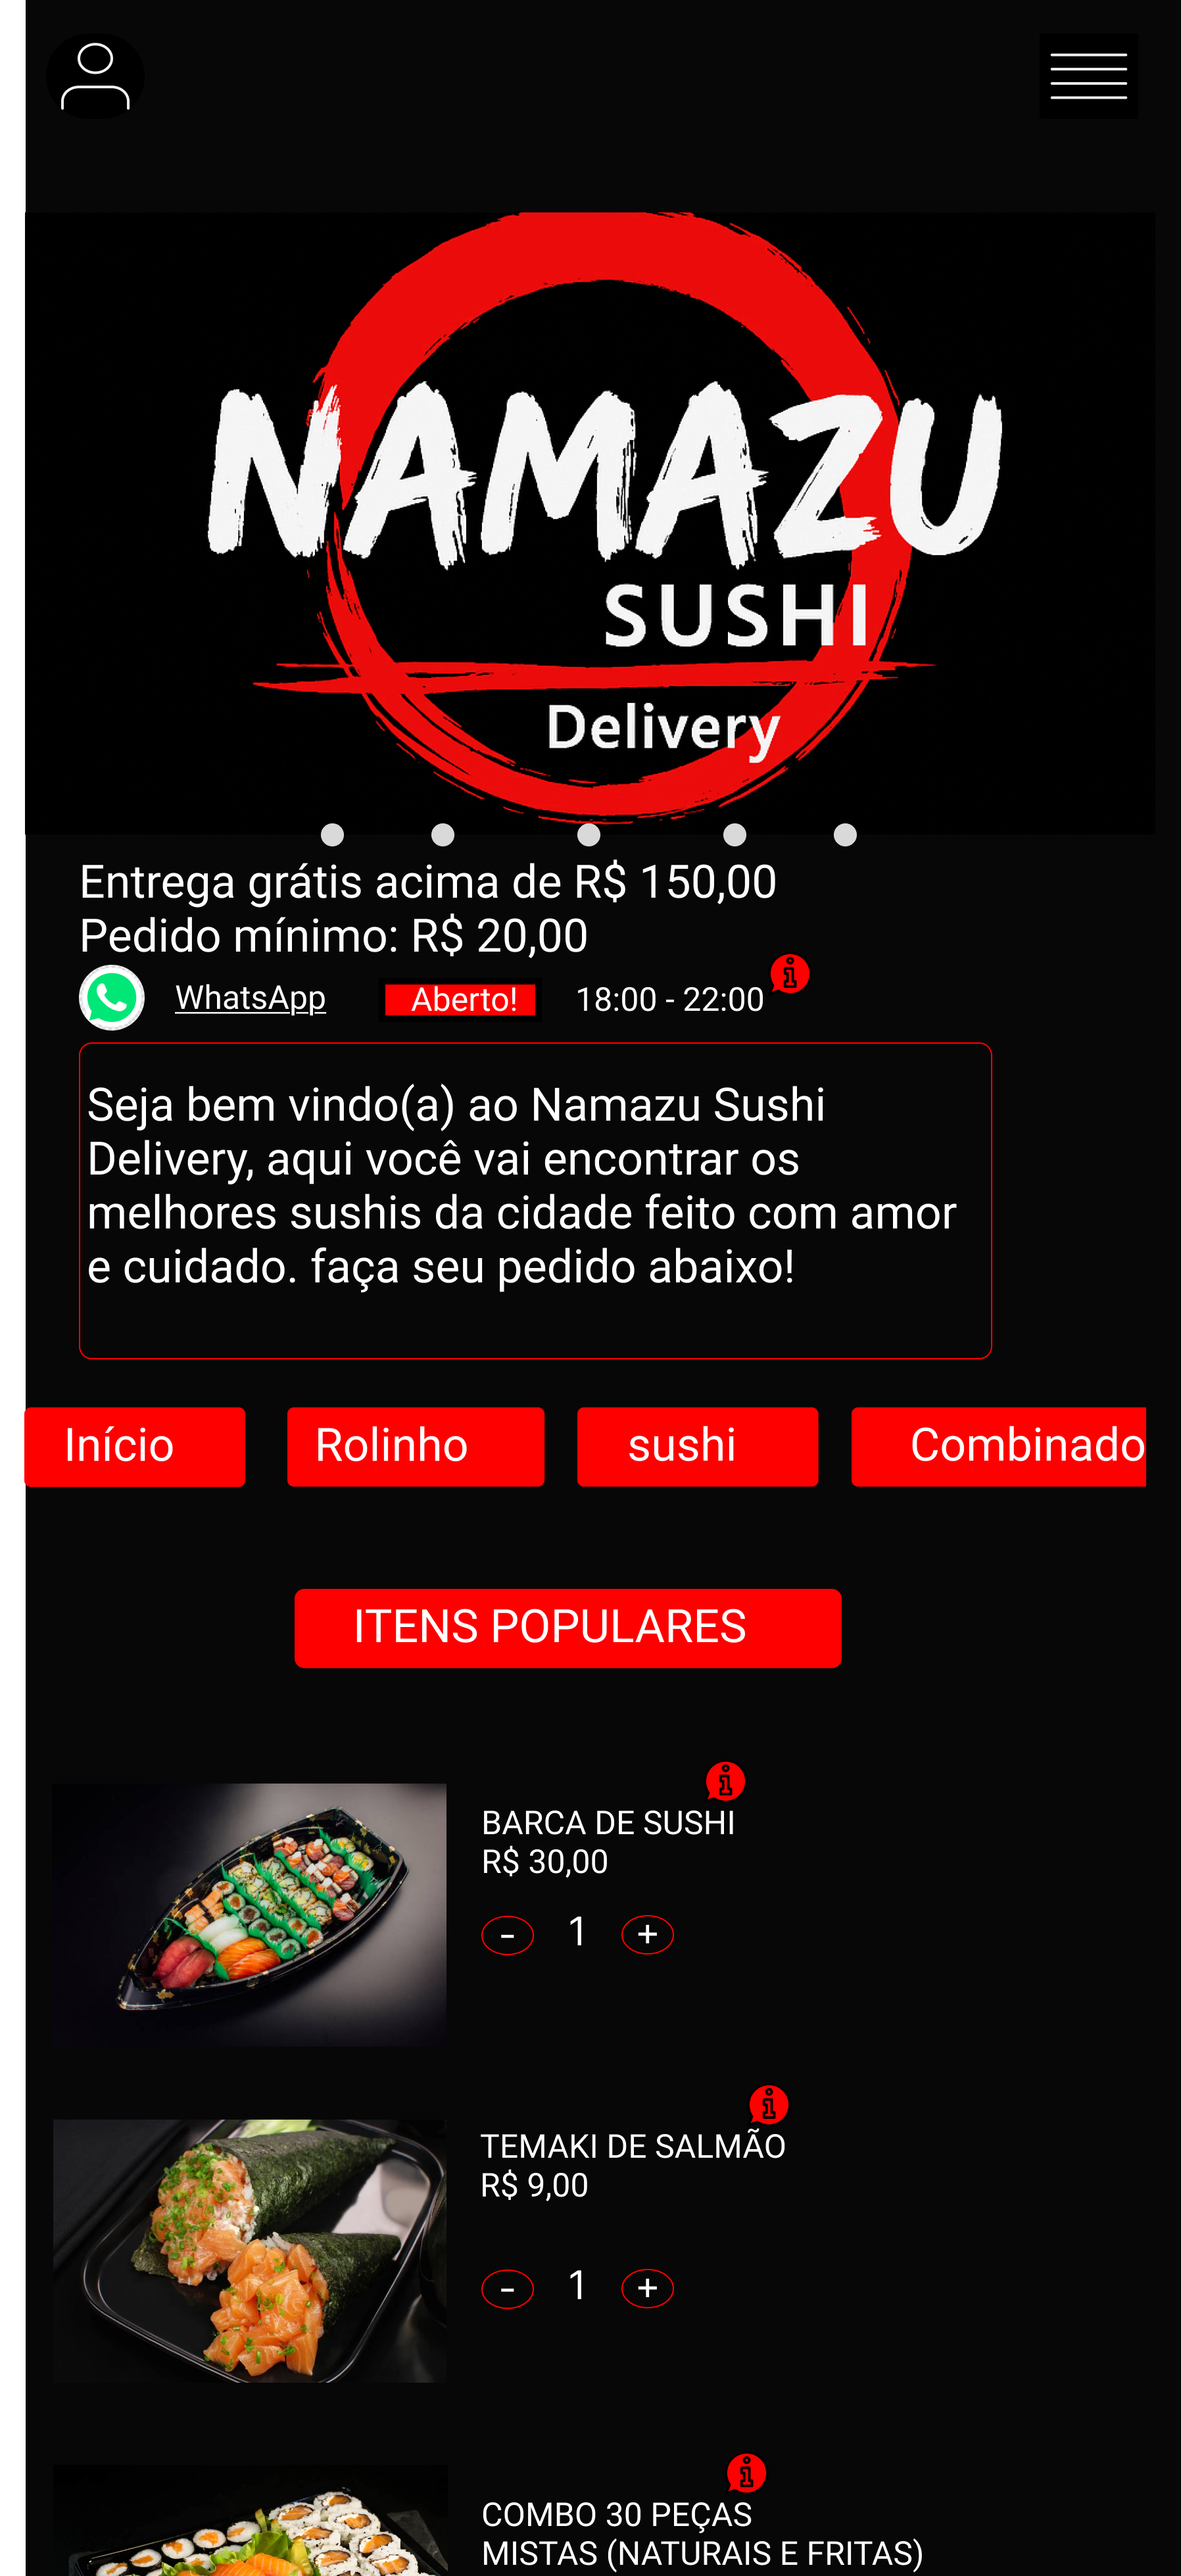 NAMAZU
SUSHI
Delivery
Entrega grátis acima de R$ 150,00
Pedido mínimo: R$ 20,00
WhatsApp Aberto! 18:00 - 22:00 i
Seja bem vindo(a) ao Namazu Sushi
Delivery, aqui você vai encontrar os
melhores sushis da cidade feito com amor
e cuidado. faça seu pedido abaixo!
Início Rolinho sushi Combinado
ITENS POPULARES
i
BARCA DE SUSHI
R$ 30,00
- 1 +
i
TEMAKI DE SALMÃO
R$ 9,00
- 1 +
i
COMBO 30 PEÇAS
MISTAS (NATURAIS E FRITAS)